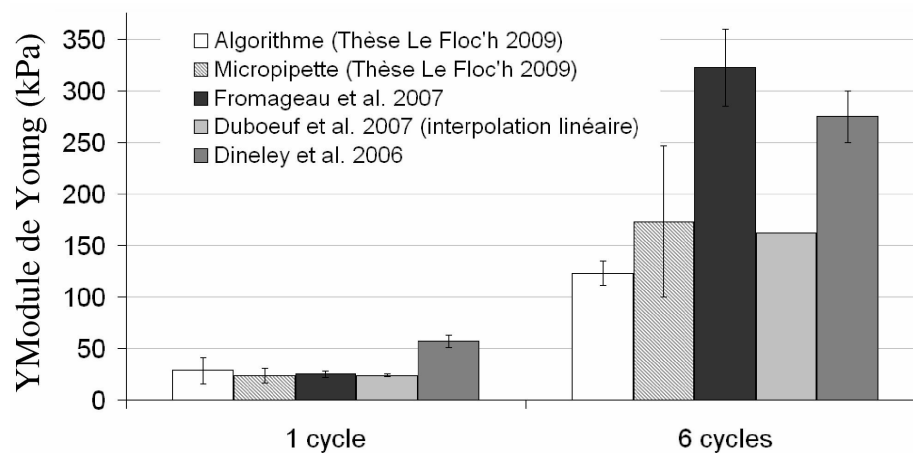 YModule de Young (kPa)
350
300
250
200
150
100
50
0
Algorithme (Thèse Le Floc'h 2009)
Micropipette (Thèse Le Floc'h 2009)
Fromageau et al. 2007
Duboeuf et al. 2007 (interpolation linéaire)
Dineley et al. 2006
1 cycle
6 cycles